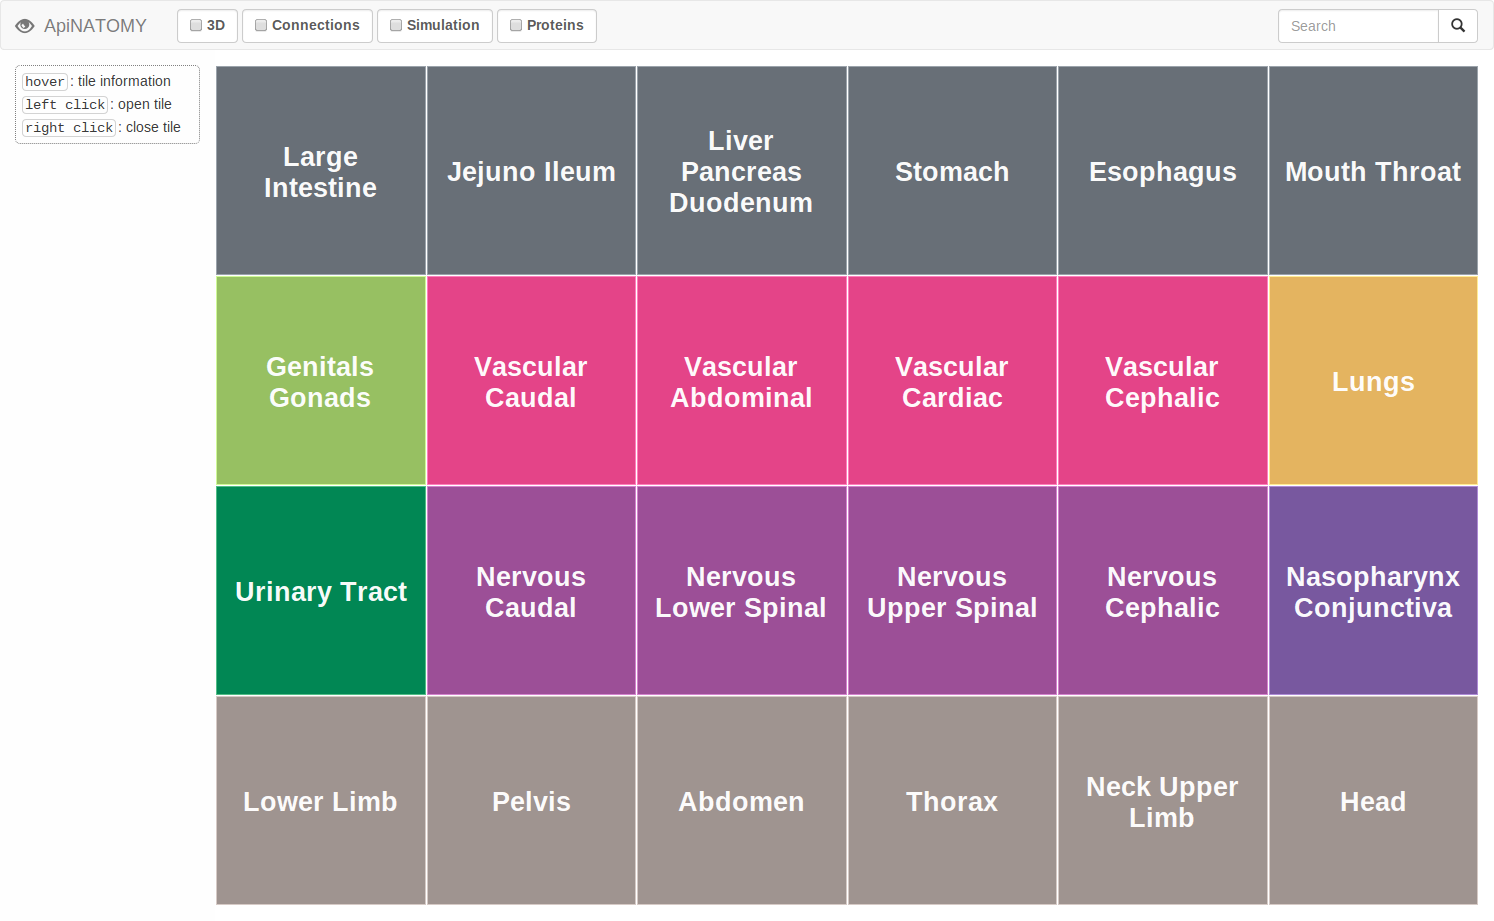 ApiNATOMY
3D
Connections
Simulation
Proteins
Search
hover: tile information
left click: open tile
right click: close tile
Large
Intestine
Jejuno Ileum
Liver
Pancreas
Duodenum
Stomach
Esophagus
Mouth Throat
Genitals
Gonads
Vascular
Caudal
Vascular
Abdominal
Vascular
Cardiac
Vascular
Cephalic
Lungs
Urinary Tract
Nervous
Caudal
Nervous
Lower Spinal
Nervous
Upper Spinal
Nervous
Cephalic
Nasopharynx
Conjunctiva
Lower Limb
Pelvis
Abdomen
Thorax
Neck Upper
Limb
Head